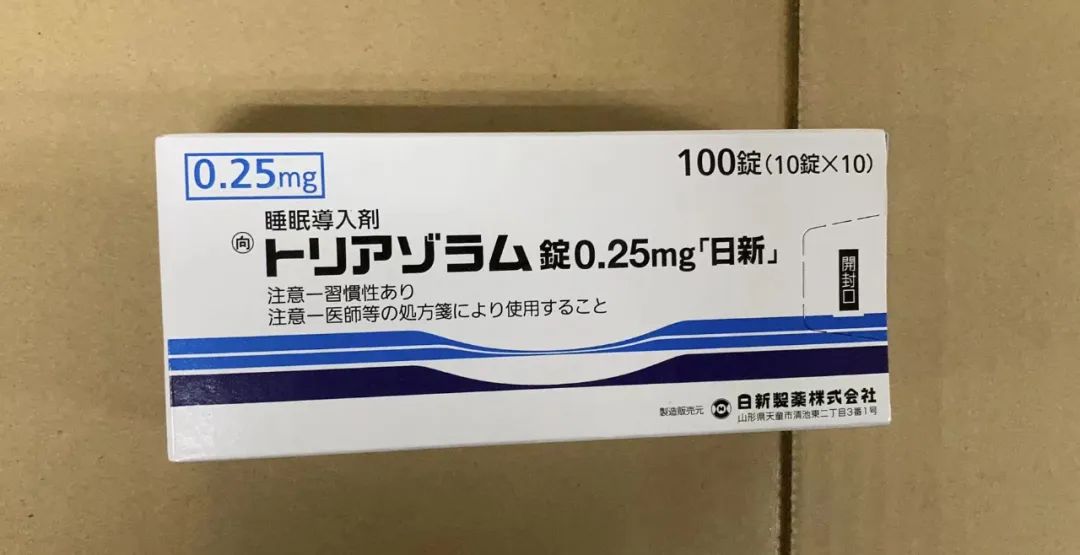 0.25mg
100錠(10錠×10)
睡眠導入剤
㊞向 トリアゾラム錠0.25mg「日新」
注意-習慣性あり
注意-医師等の処方箋により使用すること
開封口
製造販売元 日新製薬株式会社
山形県天童市清池東二丁目3番1号